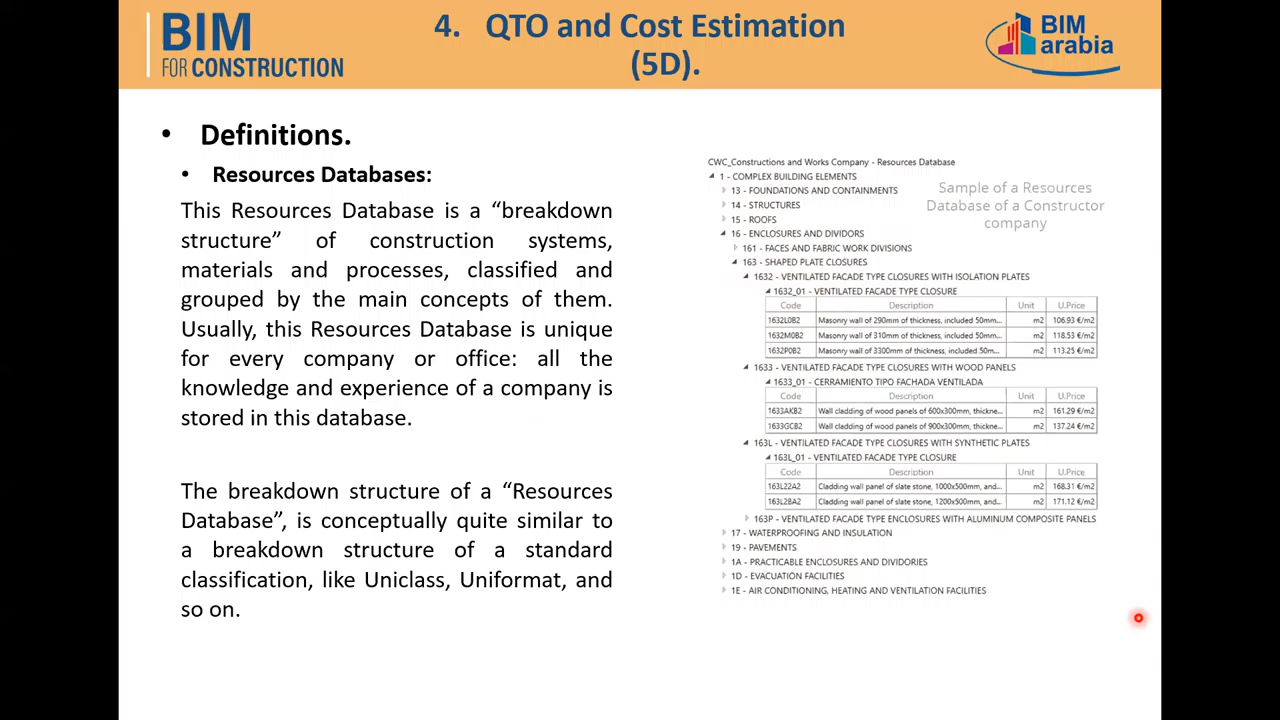 BIM
FOR CONSTRUCTION
4. QTO and Cost Estimation
(5D).
BIM
arabia
• Definitions.
• Resources Databases:
This Resources Database is a “breakdown
structure” of construction systems,
materials and processes, classified and
grouped by the main concepts of them.
Usually, this Resources Database is unique
for every company or office: all the
knowledge and experience of a company is
stored in this database.
The breakdown structure of a “Resources
Database”, is conceptually quite similar to
a breakdown structure of a standard
classification, like Uniclass, Uniformat, and
so on.
CWC_Constructions and Works Company - Resources Database
Sample of a Resources
Database of a Constructor
company
1 - COMPLEX BUILDING ELEMENTS
13 - FOUNDATIONS AND CONTAINMENTS
14 - STRUCTURES
15 - ROOFS
16 - ENCLOSURES AND DIVIDORS
161 - FACES AND FABRIC WORK DIVISIONS
163 - SHAPED PLATE CLOSURES
1632 - VENTILATED FACADE TYPE CLOSURES WITH ISOLATION PLATES
1632_01 - VENTILATED FACADE TYPE CLOSURE
Code Description Unit U.Price
1632L0B2 Masonry wall of 290mm of thickness, included 50mm... m2 106.93 €/m2
1632M0B2 Masonry wall of 310mm of thickness, included 50mm... m2 118.53 €/m2
1632P0B2 Masonry wall of 3300mm of thickness, included 50m... m2 113.25 €/m2
1633 - VENTILATED FACADE TYPE CLOSURES WITH WOOD PANELS
1633_01 - CERRAMIENTO TIPO FACHADA VENTILADA
Code Description Unit U.Price
1633AKB2 Wall cladding of wood panels of 600x300mm, thickne... m2 161.29 €/m2
1633GCB2 Wall cladding of wood panels of 900x300mm, thickne... m2 137.24 €/m2
163L - VENTILATED FACADE TYPE CLOSURES WITH SYNTHETIC PLATES
163L_01 - VENTILATED FACADE TYPE CLOSURE
Code Description Unit U.Price
163L22A2 Cladding wall panel of slate stone, 1000x500mm, and... m2 168.31 €/m2
163L2BA2 Cladding wall panel of slate stone, 1200x500mm, and... m2 171.12 €/m2
163P - VENTILATED FACADE TYPE ENCLOSURES WITH ALUMINUM COMPOSITE PANELS
17 - WATERPROOFING AND INSULATION
19 - PAVEMENTS
1A - PRACTICABLE ENCLOSURES AND DIVIDORIES
1D - EVACUATION FACILITIES
1E - AIR CONDITIONING, HEATING AND VENTILATION FACILITIES